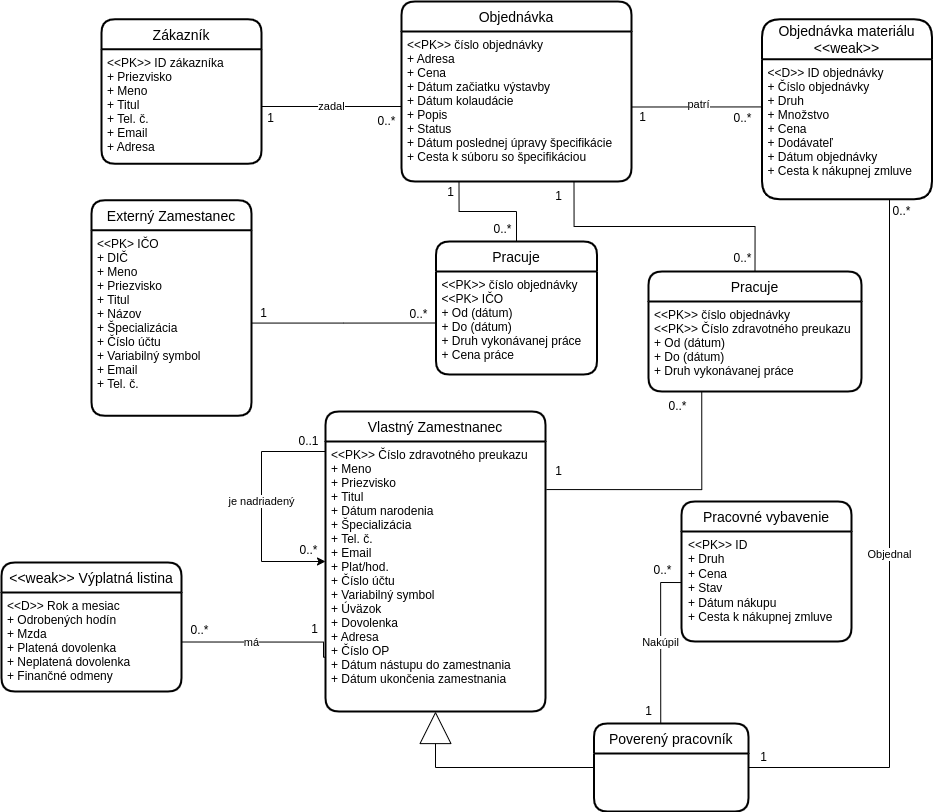 Zákazník
<<PK>> ID zákazníka
+ Priezvisko
+ Meno
+ Titul
+ Tel. č.
+ Email
+ Adresa
zadal
1
0..*
Objednávka
<<PK>> číslo objednávky
+ Adresa
+ Cena
+ Dátum začiatku výstavby
+ Dátum kolaudácie
+ Popis
+ Status
+ Dátum poslednej úpravy špecifikácie
+ Cesta k súboru so špecifikáciou
patrí
1
0..*
Objednávka materiálu
<<weak>>
<<D>> ID objednávky
+ Číslo objednávky
+ Druh
+ Množstvo
+ Cena
+ Dodávateľ
+ Dátum objednávky
+ Cesta k nákupnej zmluve
0..*
1
0..*
1
0..*
Externý Zamestanec
<<PK> IČO
+ DIČ
+ Meno
+ Priezvisko
+ Titul
+ Názov
+ Špecializácia
+ Číslo účtu
+ Variabilný symbol
+ Email
+ Tel. č.
1
0..*
Pracuje
<<PK>> číslo objednávky
<<PK> IČO
+ Od (dátum)
+ Do (dátum)
+ Druh vykonávanej práce
+ Cena práce
Pracuje
<<PK>> číslo objednávky
<<PK>> Číslo zdravotného preukazu
+ Od (dátum)
+ Do (dátum)
+ Druh vykonávanej práce
0..*
1
Vlastný Zamestnanec
<<PK>> Číslo zdravotného preukazu
+ Meno
+ Priezvisko
+ Titul
+ Dátum narodenia
+ Špecializácia
+ Tel. č.
+ Email
+ Plat/hod.
+ Číslo účtu
+ Variabilný symbol
+ Úväzok
+ Dovolenka
+ Adresa
+ Číslo OP
+ Dátum nástupu do zamestnania
+ Dátum ukončenia zamestnania
0..1
je nadriadený
0..*
<<weak>> Výplatná listina
<<D>> Rok a mesiac
+ Odrobených hodín
+ Mzda
+ Platená dovolenka
+ Neplatená dovolenka
+ Finančné odmeny
0..*
má
1
Pracovné vybavenie
<<PK>> ID
+ Druh
+ Cena
+ Stav
+ Dátum nákupu
+ Cesta k nákupnej zmluve
0..*
Nakúpil
1
Objednal
Poverený pracovník
1